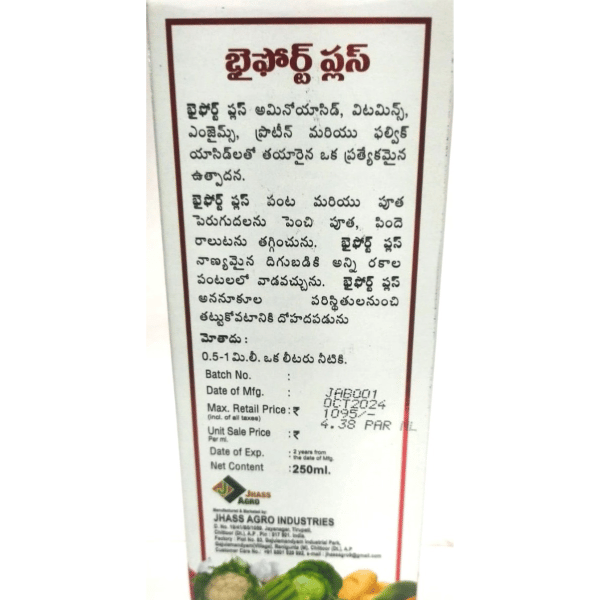 భైఫోర్ట్ ప్లస్
భైఫోర్ట్ ప్లస్ అమినోయాసిడ్, విటమిన్స్,
ఎంజైమ్స్, ప్రొటీన్ మరియు ఫల్విక్
యాసిడ్‌లతో తయారైన ఒక ప్రత్యేకమైన
ఉత్పాదన.
భైఫోర్ట్ ప్లస్ పంట మరియు పూత
పెరుగుదలను పెంచి పూత, పిందె
రాలుటను తగ్గించును. భైఫోర్ట్ ప్లస్
నాణ్యమైన దిగుబడికి అన్ని రకాల
పంటలలో వాడవచ్చును. భైఫోర్ట్ ప్లస్
అననూకూల పరిస్థితులనుంచి
తట్టుకోవటానికి దోహదపడును
మోతాదు :
0.5-1 మి.లీ. ఒక లీటరు నీటికి.
Batch No. :
Date of Mfg. : JAB001
Max. Retail Price : ₹ OCT2024
(incl. of all taxes) 1095/-
Unit Sale Price : ₹ 4.38 PAR ML
Per ml.
Date of Exp. : 2 years from
the date of Mfg.
Net Content : 250ml.
JHASS
AGRO
Manufactured & Marketed by:
JHASS AGRO INDUSTRIES